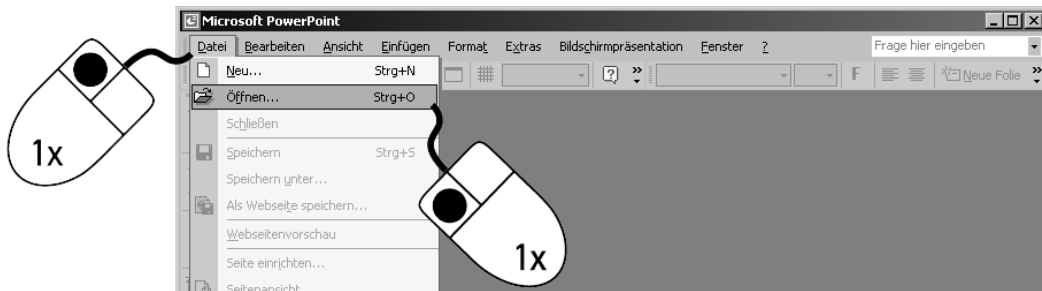 Microsoft PowerPoint
Datei Bearbeiten Ansicht Einfügen Format Extras Bildschirmpräsentation Fenster ? Frage hier eingeben
Neu... Strg+N
F Neue Folie
Öffnen... Strg+O
Schließen
1x
Speichern Strg+S
Speichern unter...
Als Webseite speichern...
Webseitenvorschau
1x
Seite einrichten...
Seitenansicht